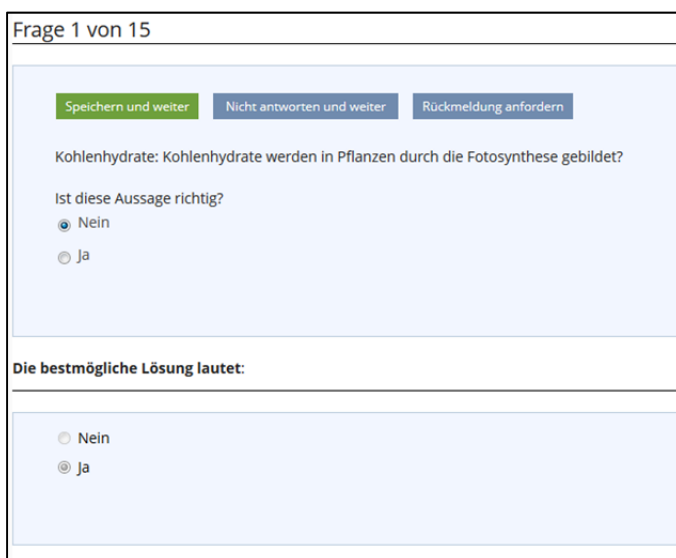 Frage 1 von 15
Speichern und weiter Nicht antworten und weiter Rückmeldung anfordern
Kohlenhydrate: Kohlenhydrate werden in Pflanzen durch die Fotosynthese gebildet?
Ist diese Aussage richtig?
Nein
Ja
Die bestmögliche Lösung lautet:
Nein
Ja